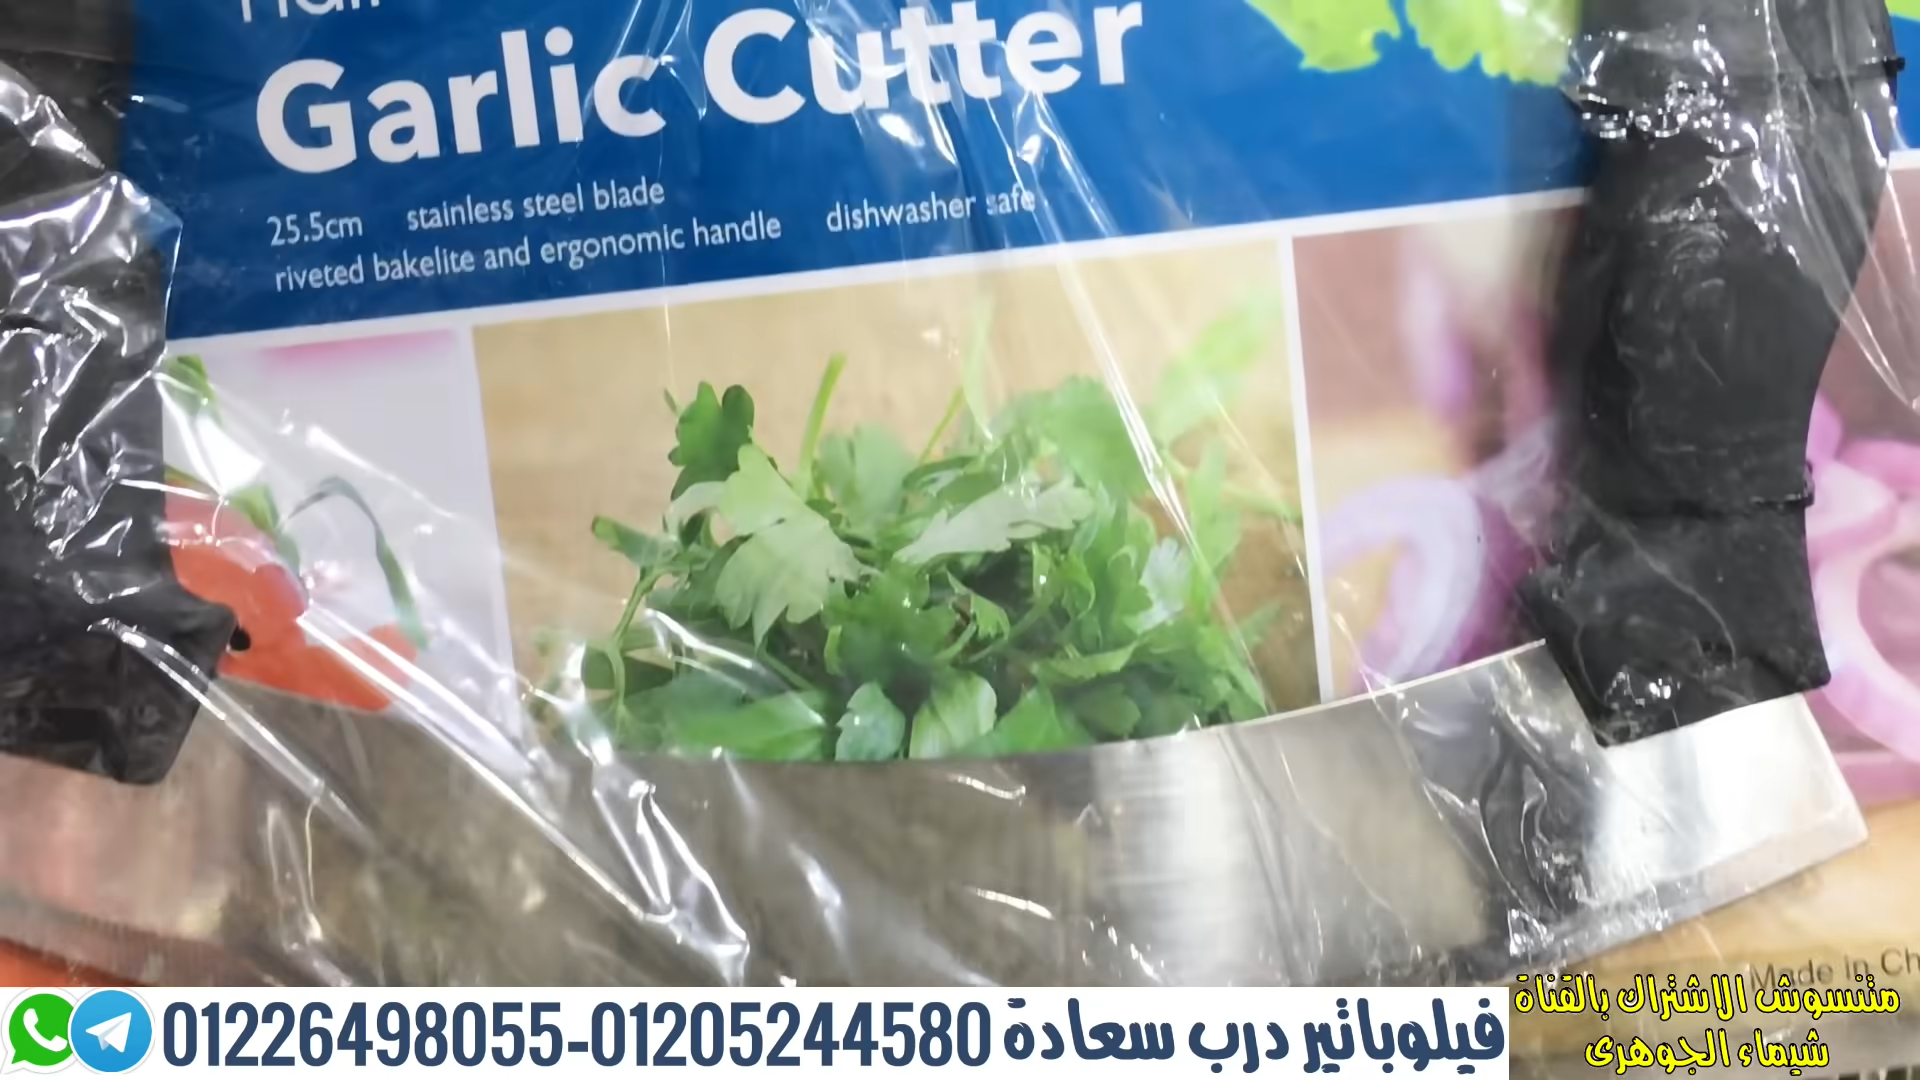 Garlic Cutter
25.5cm stainless steel blade
riveted bakelite and ergonomic handle dishwasher safe
Made in
فيلوباتير درب سعادة 01205244580-01226498055
متنسوش الاشتراك بالقناة
شيماء الجوهرى